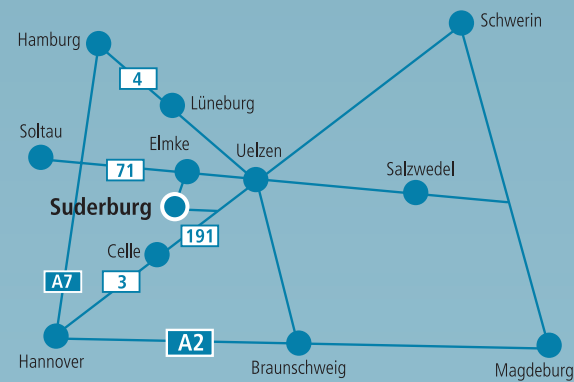 Schwerin
Hamburg
4
Lüneburg
Soltau
Elmke
Uelzen
71
Salzwedel
Suderburg
191
Celle
A7
3
A2
Hannover
Braunschweig
Magdeburg